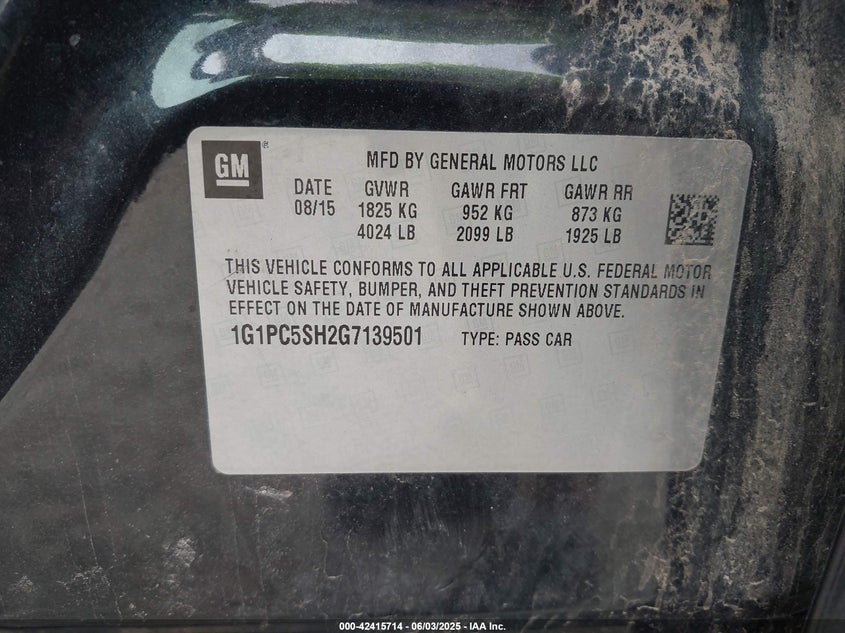 GM®
MFD BY GENERAL MOTORS LLC
DATE GVWR GAWR FRT GAWR RR
08/15 1825 KG 952 KG 873 KG
4024 LB 2099 LB 1925 LB
THIS VEHICLE CONFORMS TO ALL APPLICABLE U.S. FEDERAL MOTOR
VEHICLE SAFETY, BUMPER, AND THEFT PREVENTION STANDARDS IN
EFFECT ON THE DATE OF MANUFACTURE SHOWN ABOVE.
1G1PC5SH2G7139501 TYPE: PASS CAR
000-42415714 - 06/03/2025 - IAA Inc.